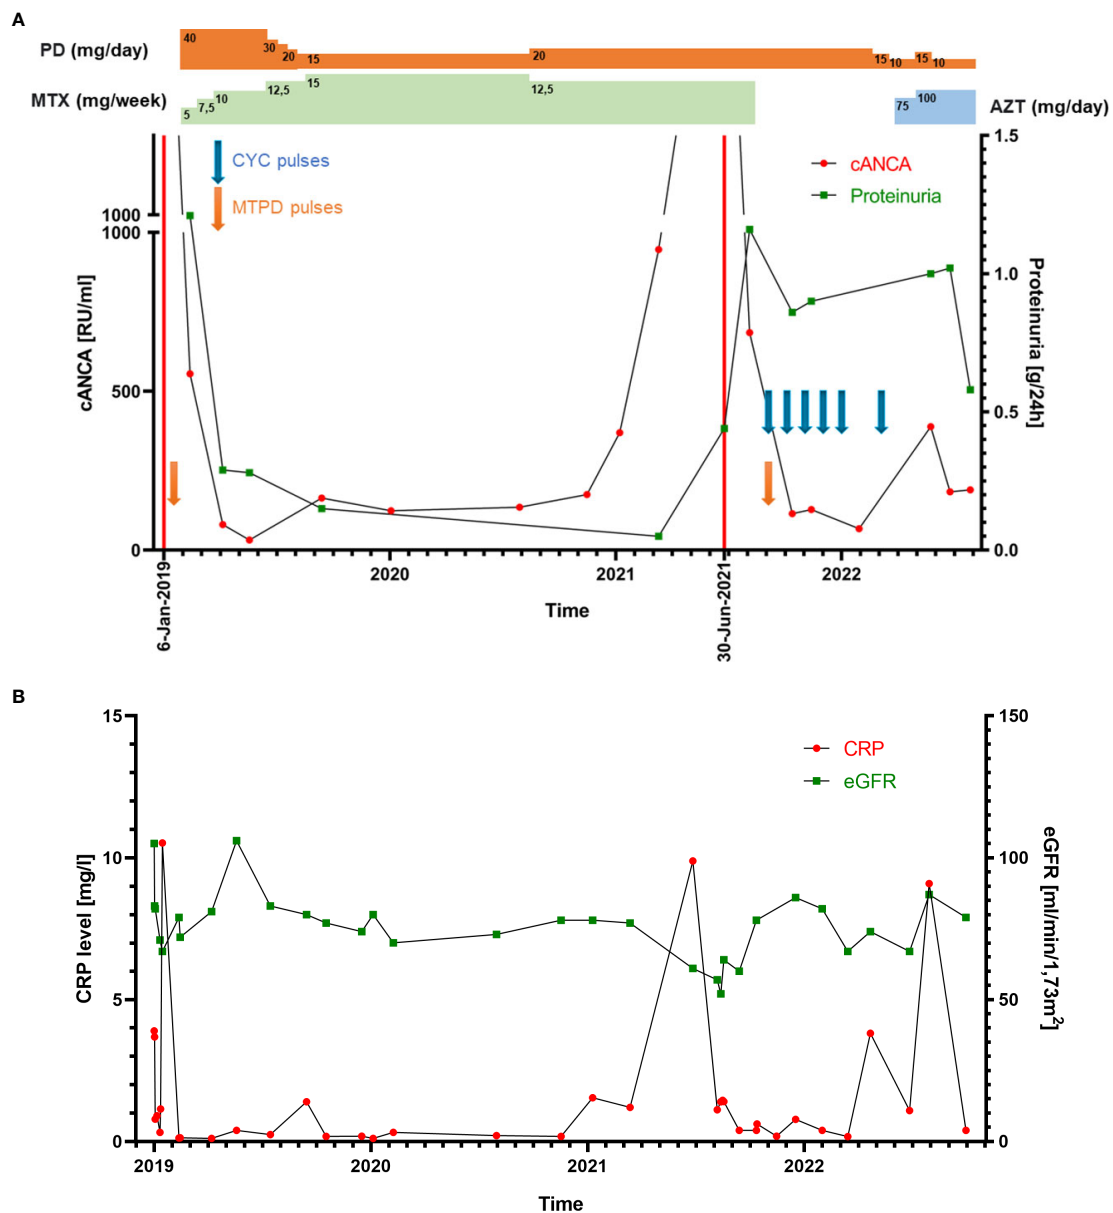 A
PD (mg/day)
40
30
20
15
20
15
10
15
10
MTX (mg/week)
5
7,5
10
12,5
15
12,5
75
100
AZT (mg/day)
CYC pulses
MTPD pulses
cANCA
Proteinuria
1000
1000
500
0
cANCA [RU/ml]
1.5
1.0
0.5
0.0
Proteinuria [g/24h]
6-Jan-2019
2020
2021
30-Jun-2021
2022
Time
B
CRP
eGFR
15
10
5
0
CRP level [mg/l]
150
100
50
0
eGFR [ml/min/1,73m²]
2019
2020
2021
2022
Time